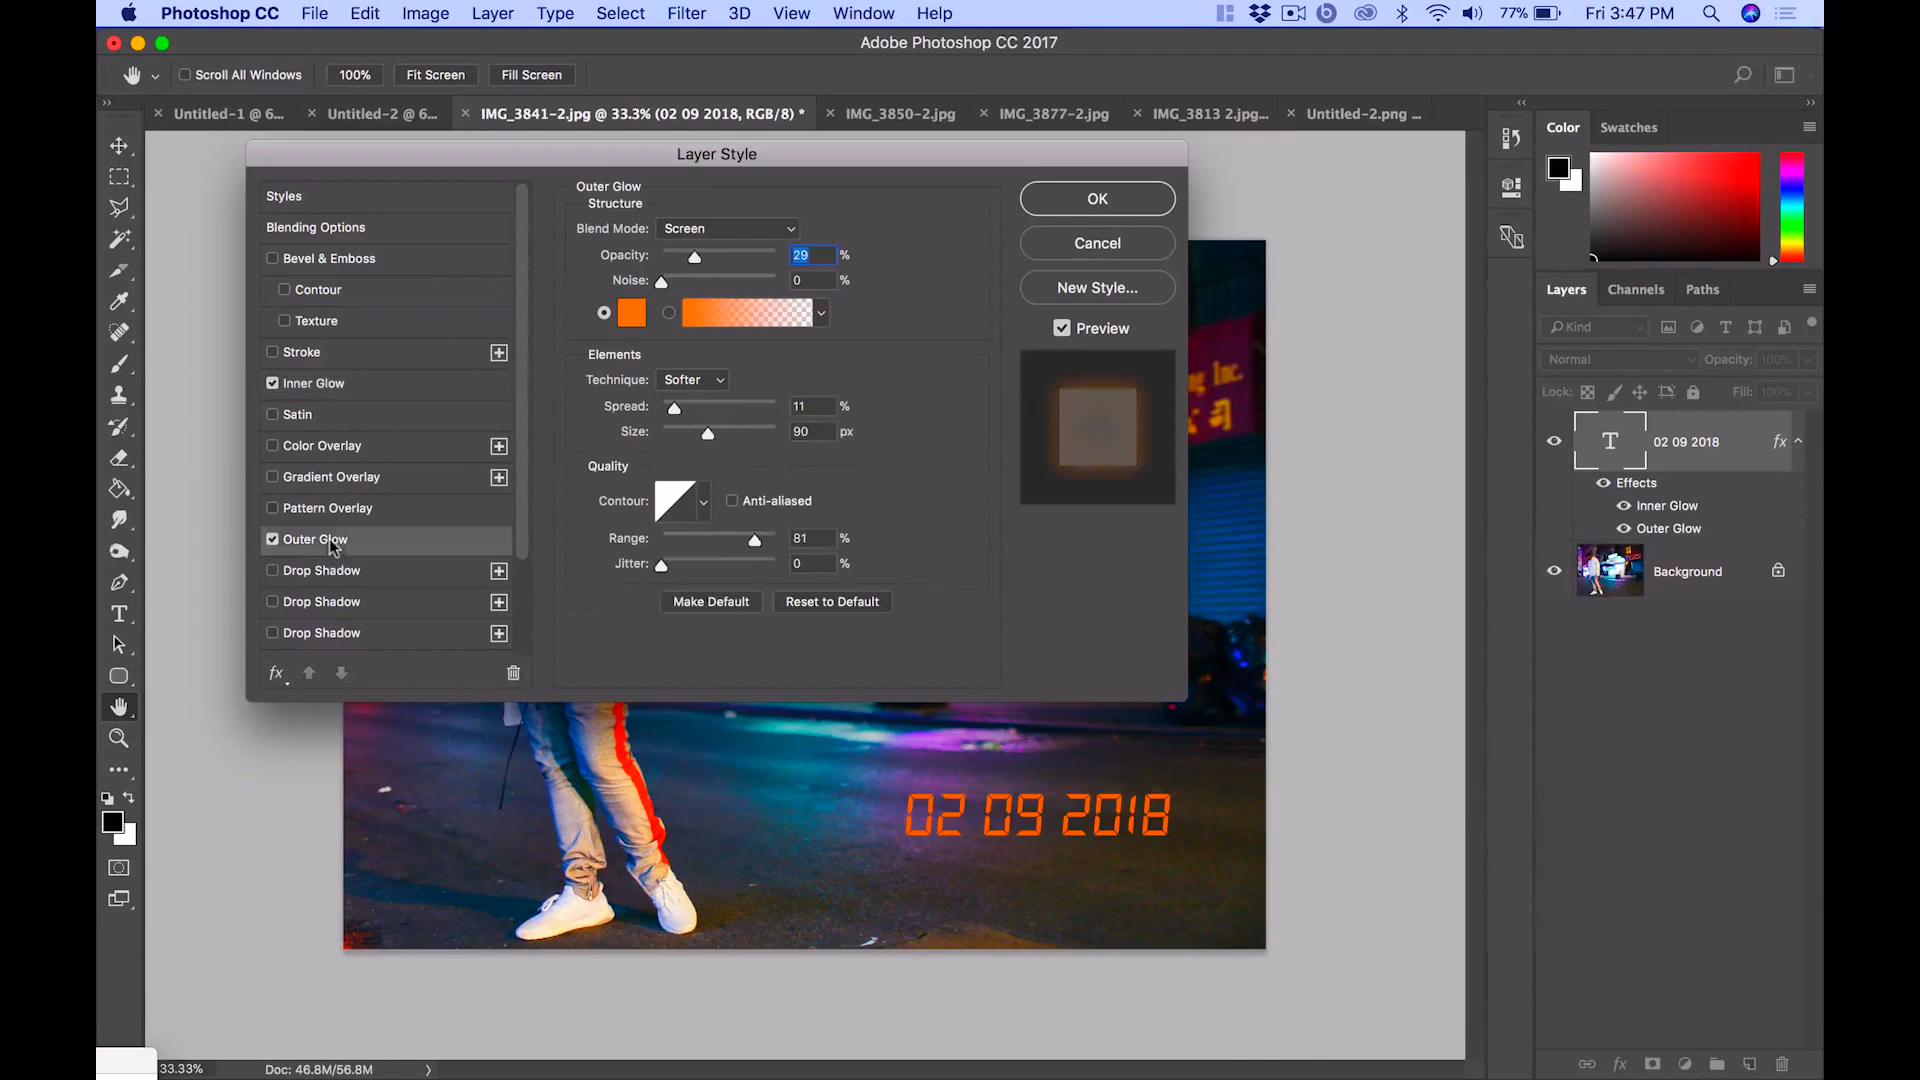 Photoshop CC File Edit Image Layer Type Select Filter 3D View Window Help 77% Fri 3:47 PM
Adobe Photoshop CC 2017
Scroll All Windows 100% Fit Screen Fill Screen
Untitled-1 @ 6... Untitled-2 @ 6... IMG_3841-2.jpg @ 33.3% (02 09 2018, RGB/8) * IMG_3850-2.jpg IMG_3877-2.jpg IMG_3813 2.jpg... Untitled-2.png ...
Layer Style
Styles
Blending Options
Bevel & Emboss
Contour
Texture
Stroke
Inner Glow
Satin
Color Overlay
Gradient Overlay
Pattern Overlay
Outer Glow
Drop Shadow
Drop Shadow
Drop Shadow
fx
Outer Glow
Structure
Blend Mode: Screen
Opacity: 29 %
Noise: 0 %
Elements
Technique: Softer
Spread: 11 %
Size: 90 px
Quality
Contour: Anti-aliased
Range: 81 %
Jitter: 0 %
Make Default Reset to Default
OK
Cancel
New Style...
Preview
Inc.
司
02 09 2018
Color Swatches
Layers Channels Paths
Kind
Normal Opacity: 100%
Lock: Fill: 100%
T 02 09 2018 fx
Effects
Inner Glow
Outer Glow
Background
33.33% Doc: 46.8M/56.8M
fx